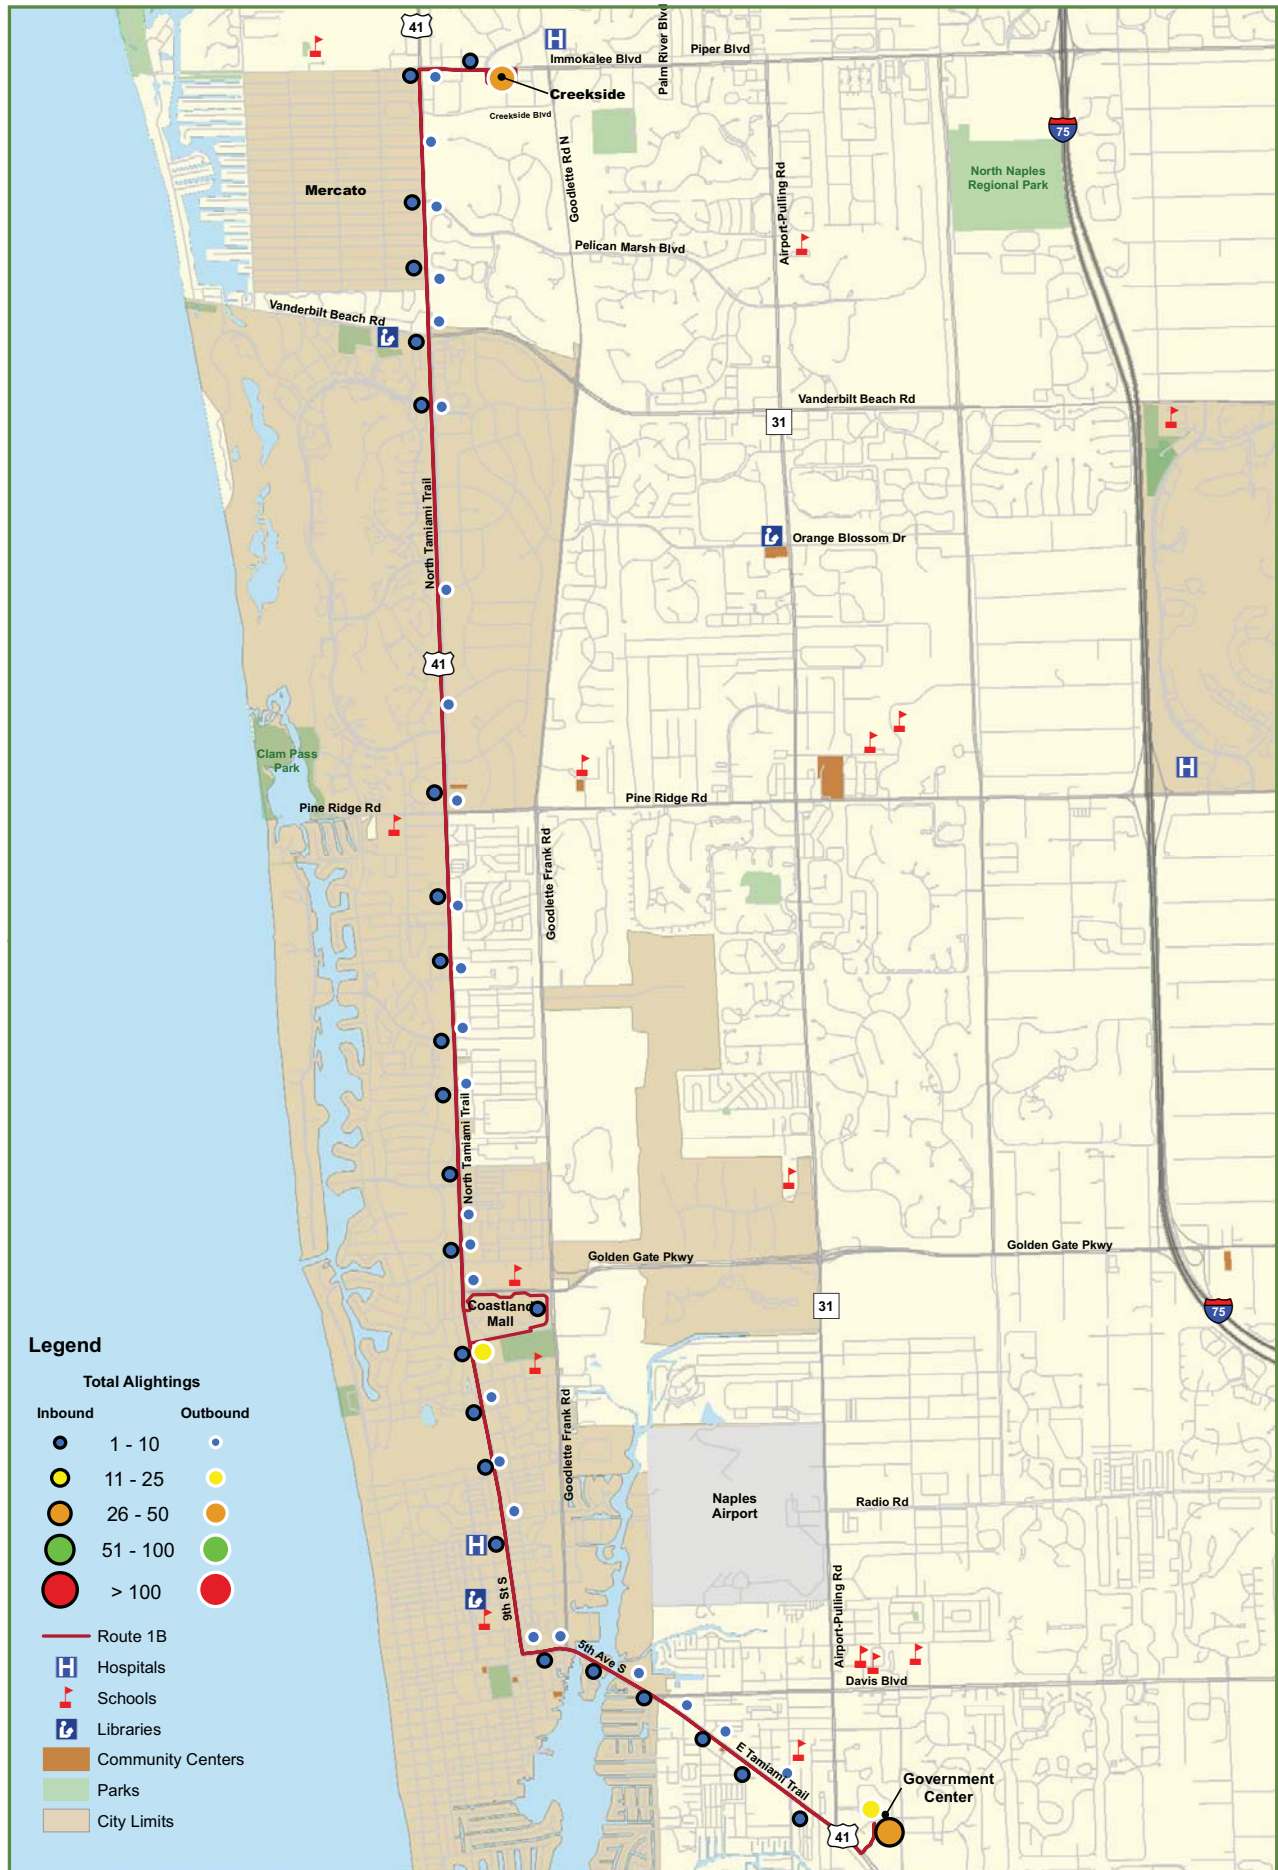 41
H
Immokalee Blvd
Palm River Blvd
Piper Blvd
Creekside
Creekside Blvd
75
Goodlette Rd N
Mercato
Airport-Pulling Rd
North Naples
Regional Park
Pelican Marsh Blvd
Vanderbilt Beach Rd
Vanderbilt Beach Rd
31
North Tamiami Trail
Orange Blossom Dr
41
Clam Pass
Park
H
Pine Ridge Rd
Pine Ridge Rd
Goodlette Frank Rd
North Tamiami Trail
Golden Gate Pkwy
Golden Gate Pkwy
Coastland
Mall
31
75
Goodlette Frank Rd
Naples
Airport
Radio Rd
H
9th St S
Airport-Pulling Rd
5th Ave S
Davis Blvd
E Tamiami Trail
Government
Center
41
Legend
Total Alightings
Inbound
Outbound
1 - 10
11 - 25
26 - 50
51 - 100
> 100
Route 1B
H Hospitals
Schools
Libraries
Community Centers
Parks
City Limits